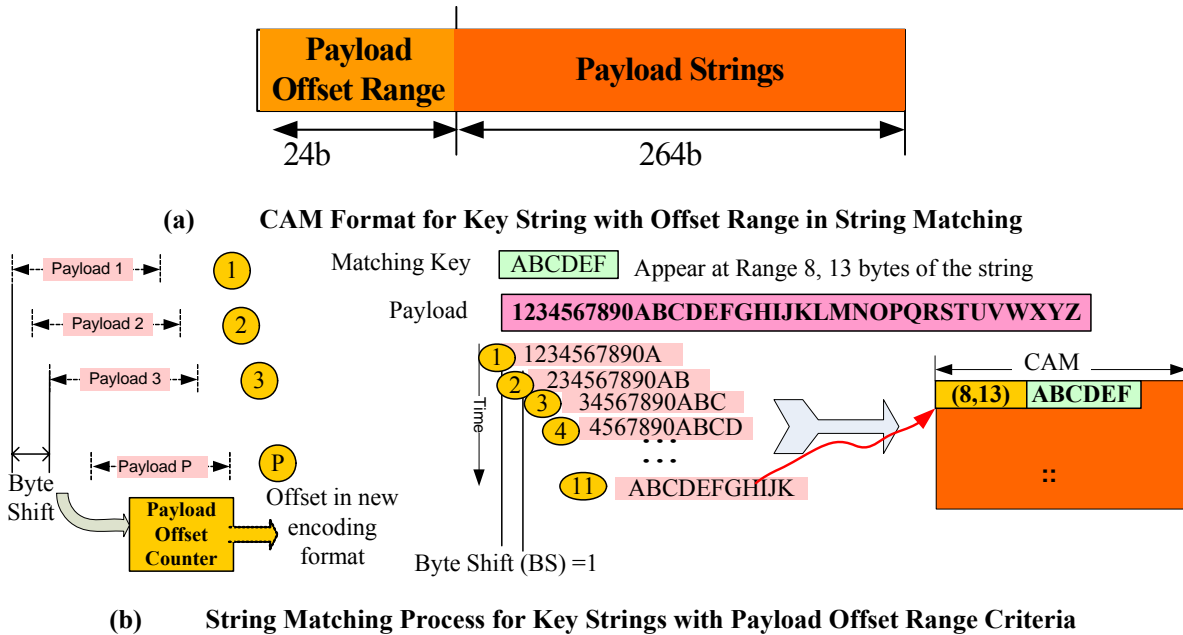 Payload
Offset Range
Payload Strings
24b
264b
(a) CAM Format for Key String with Offset Range in String Matching
Payload 1
1
Payload 2
2
Payload 3
3
Payload P
P
Byte
Shift
Payload
Offset
Counter
Offset in new
encoding
format
Matching Key
ABCDEF
Appear at Range 8, 13 bytes of the string
Payload
1234567890ABCDEFGHIJKLMNOPQRSTUVWXYZ
Time
1 1234567890A
2 234567890AB
3 34567890ABC
4 4567890ABCD
...
...
11 ABCDEFGHIJK
Byte Shift (BS) =1
CAM
(8,13) ABCDEF
::
(b) String Matching Process for Key Strings with Payload Offset Range Criteria